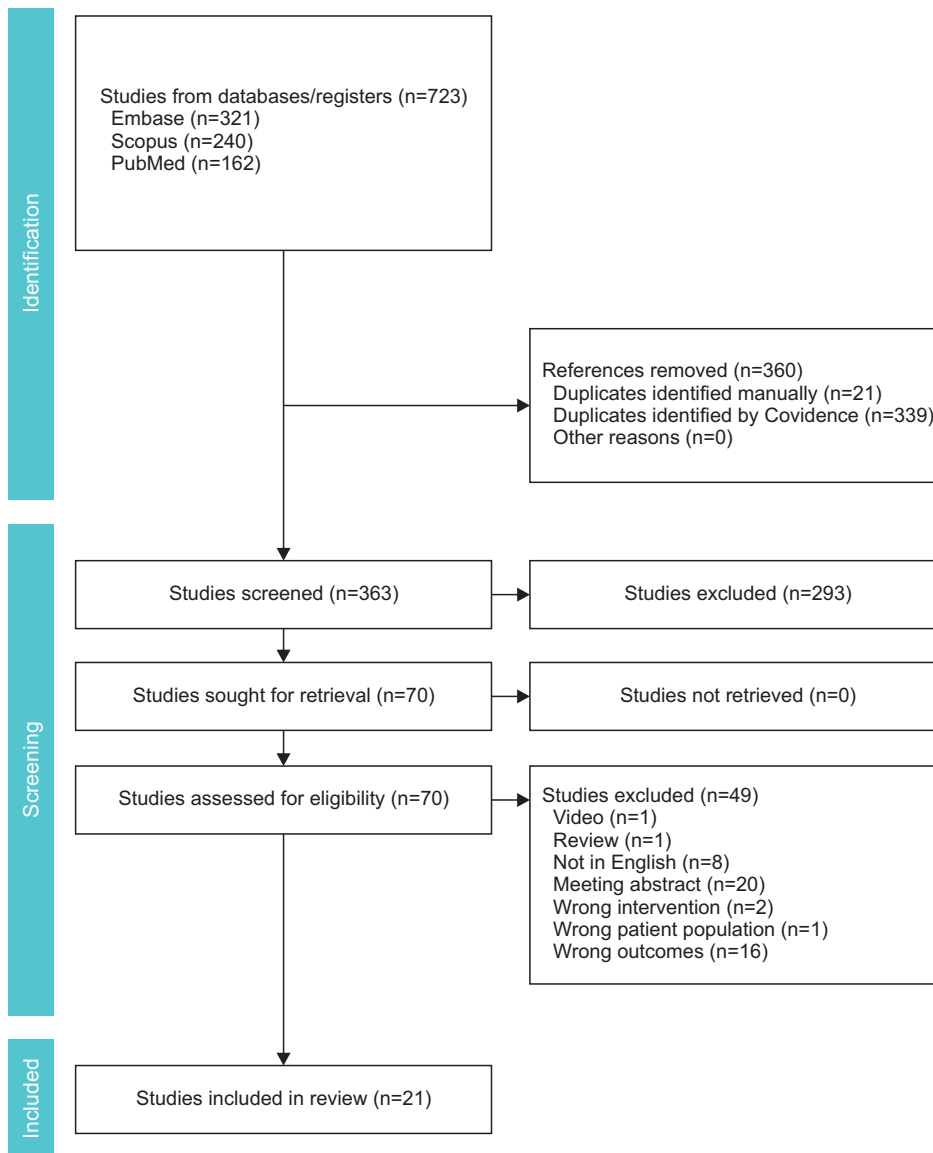 Identification
Studies from databases/registers (n=723)
Embase (n=321)
Scopus (n=240)
PubMed (n=162)
References removed (n=360)
Duplicates identified manually (n=21)
Duplicates identified by Covidence (n=339)
Other reasons (n=0)
Screening
Studies screened (n=363)
Studies excluded (n=293)
Studies sought for retrieval (n=70)
Studies not retrieved (n=0)
Studies assessed for eligibility (n=70)
Studies excluded (n=49)
Video (n=1)
Review (n=1)
Not in English (n=8)
Meeting abstract (n=20)
Wrong intervention (n=2)
Wrong patient population (n=1)
Wrong outcomes (n=16)
Included
Studies included in review (n=21)